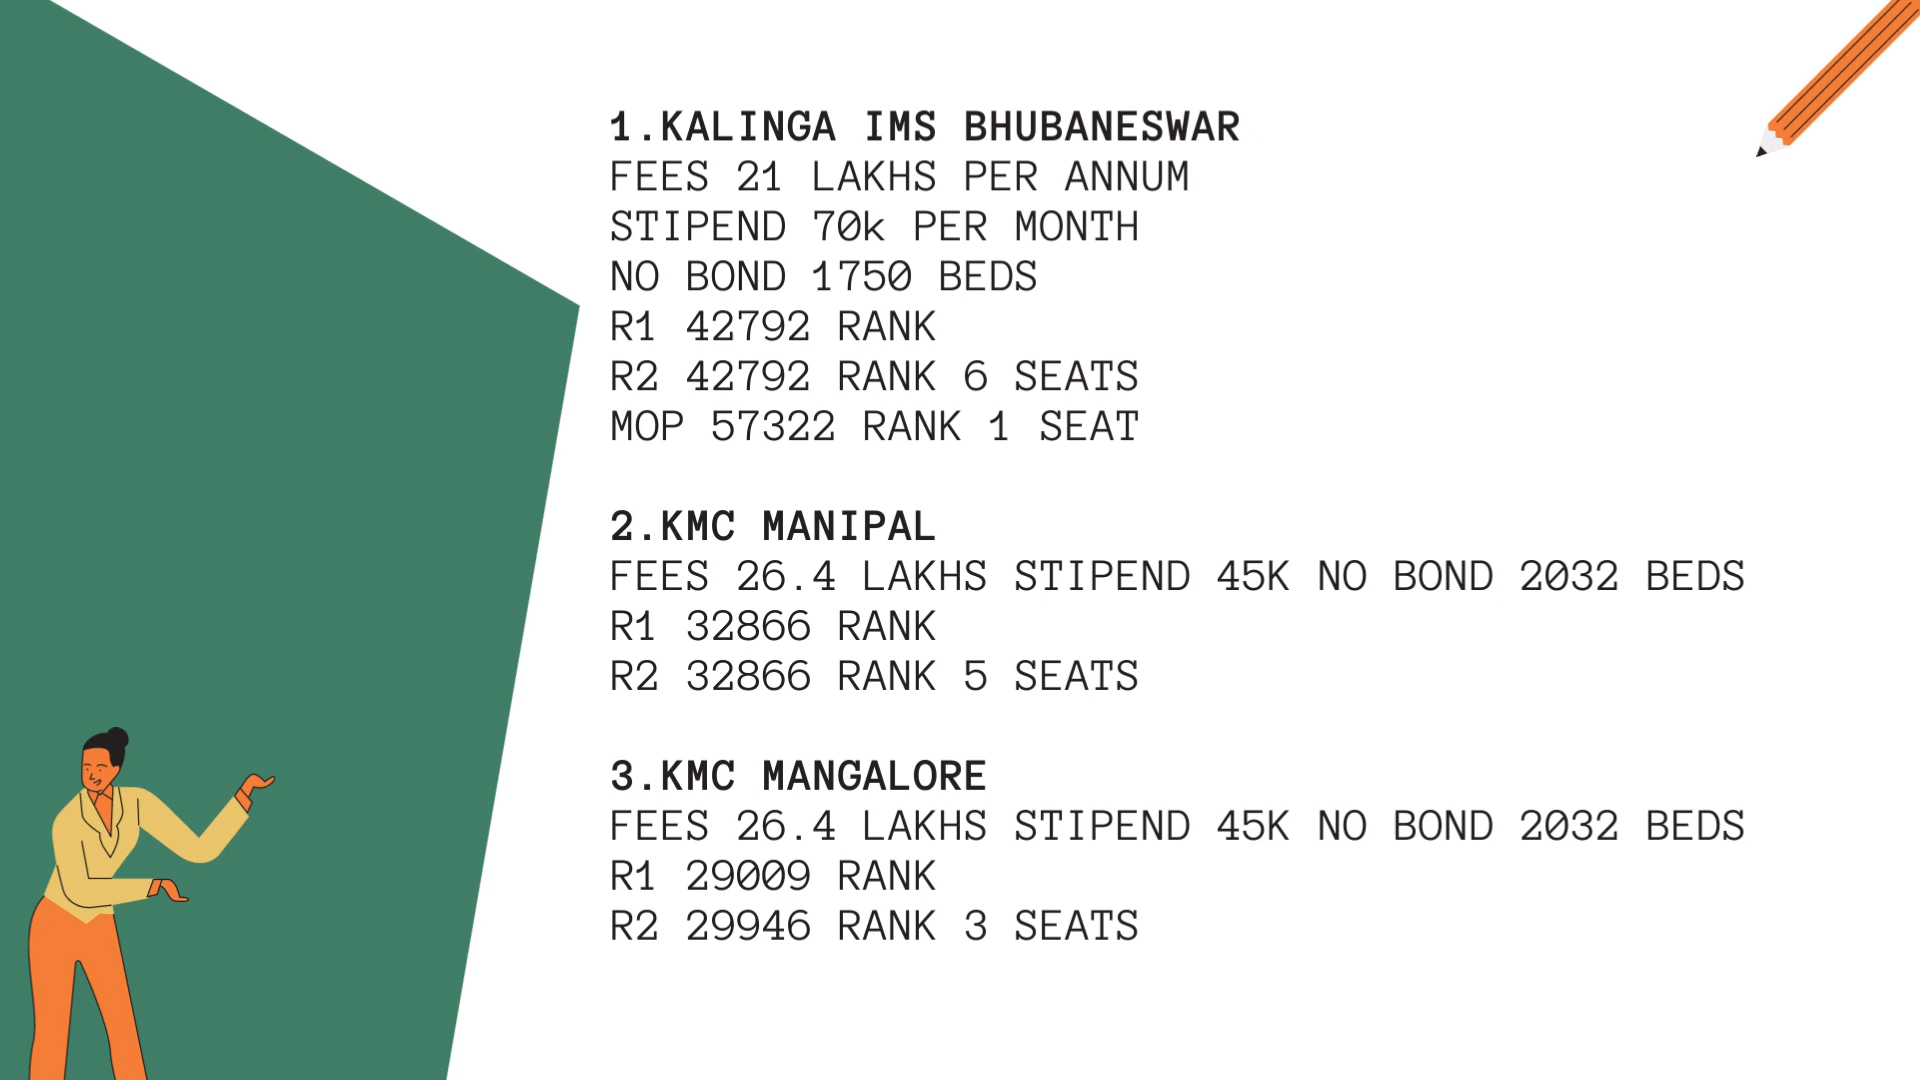 1.KALINGA IMS BHUBANESWAR
FEES 21 LAKHS PER ANNUM
STIPEND 70k PER MONTH
NO BOND 1750 BEDS
R1 42792 RANK
R2 42792 RANK 6 SEATS
MOP 57322 RANK 1 SEAT
2.KMC MANIPAL
FEES 26.4 LAKHS STIPEND 45K NO BOND 2032 BEDS
R1 32866 RANK
R2 32866 RANK 5 SEATS
3.KMC MANGALORE
FEES 26.4 LAKHS STIPEND 45K NO BOND 2032 BEDS
R1 29009 RANK
R2 29946 RANK 3 SEATS